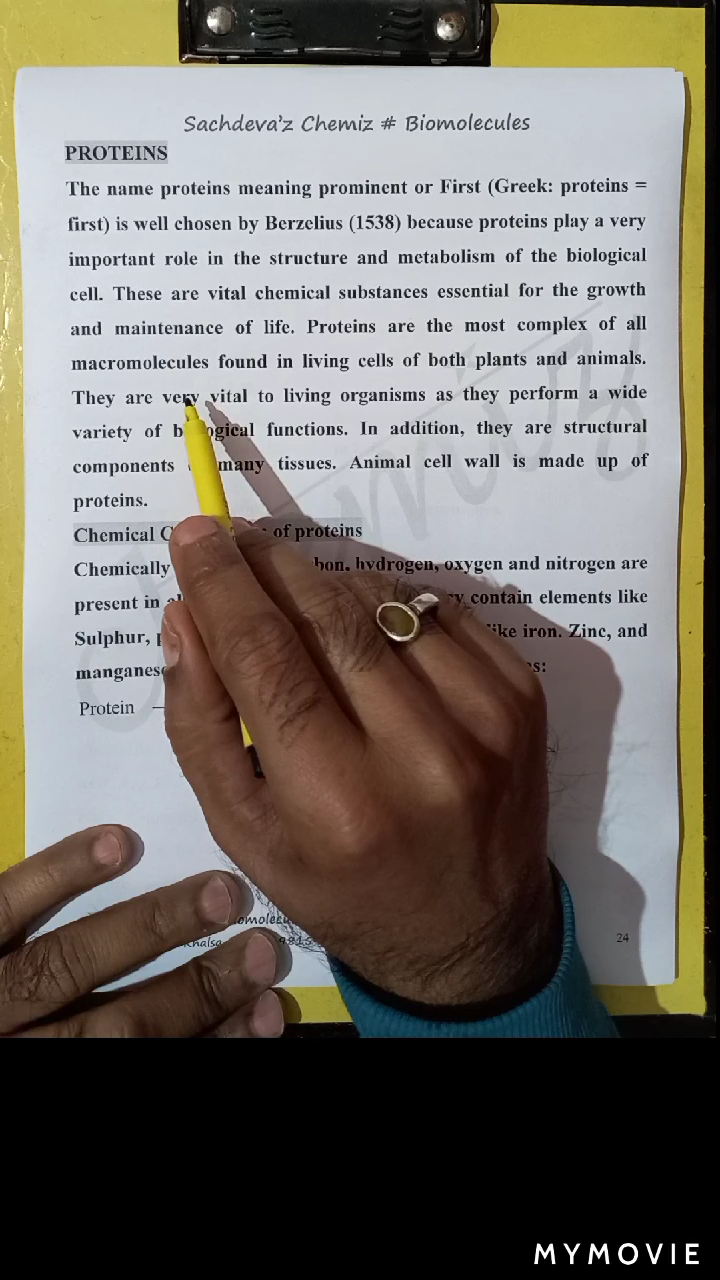 Sachdeva'z Chemiz # Biomolecules
PROTEINS
The name proteins meaning prominent or First (Greek: proteins =
first) is well chosen by Berzelius (1538) because proteins play a very
important role in the structure and metabolism of the biological
cell. These are vital chemical substances essential for the growth
and maintenance of life. Proteins are the most complex of all
macromolecules found in living cells of both plants and animals.
They are very vital to living organisms as they perform a wide
variety of biological functions. In addition, they are structural
components many tissues. Animal cell wall is made up of
proteins.
Chemical of proteins
Chemically hydrogen, oxygen and nitrogen are
present in contain elements like
Sulphur, iron. Zinc, and
manganese
Protein
24
MYMOVIE